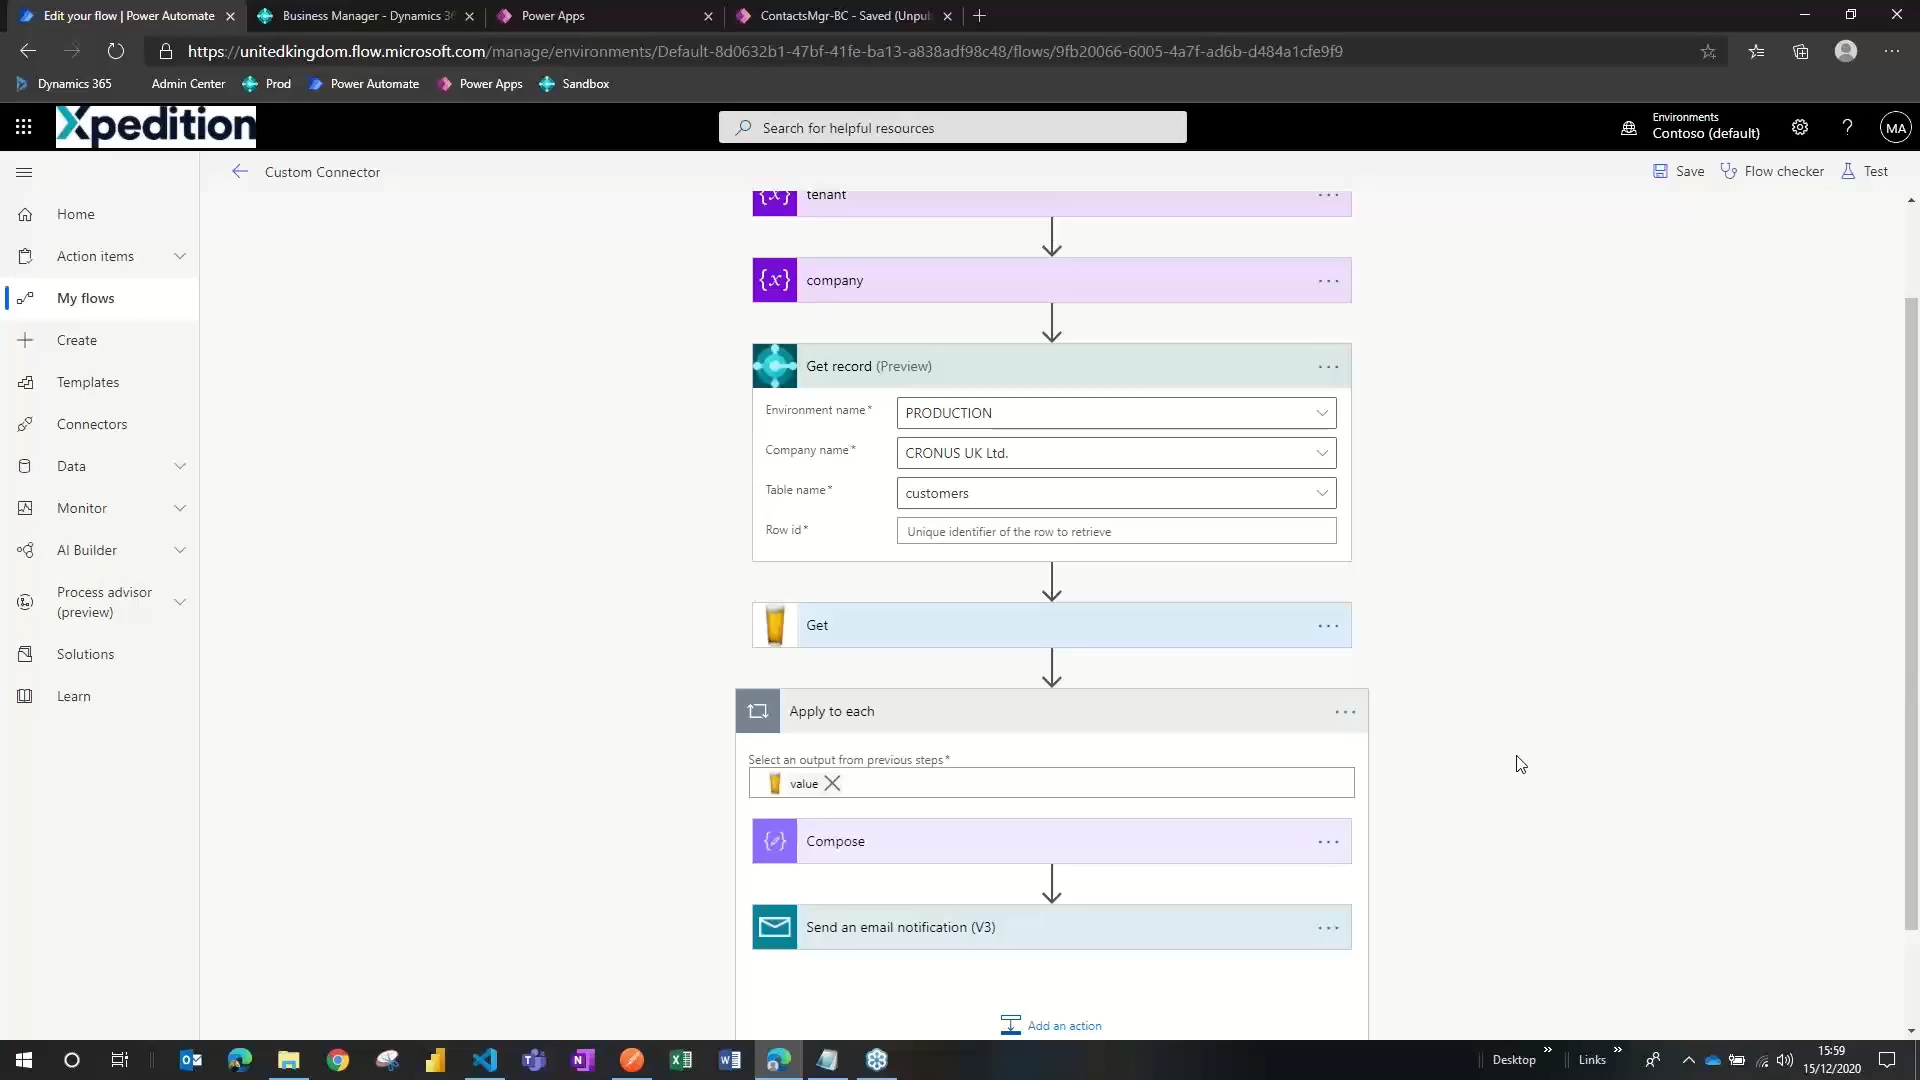 Edit your flow | Power Automate
Business Manager - Dynamics 36
Power Apps
ContactsMgr-BC - Saved (Unpu
https://unitedkingdom.flow.microsoft.com/manage/environments/Default-8d0632b1-47bf-41fe-ba13-a838adf98c48/flows/9fb20066-6005-4a7f-ad6b-d484a1cfe9f9
Dynamics 365 Admin Center Prod Power Automate Power Apps Sandbox
Xpedition
Search for helpful resources
Environments
Contoso (default)
? MA
Custom Connector
Save Flow checker Test
Home
Action items
My flows
Create
Templates
Connectors
Data
Monitor
AI Builder
Process advisor
(preview)
Solutions
Learn
{x} tenant ...
{x} company ...
Get record (Preview) ...
Environment name* PRODUCTION
Company name* CRONUS UK Ltd.
Table name* customers
Row id* Unique identifier of the row to retrieve
Get ...
Apply to each ...
Select an output from previous steps*
value
Compose ...
Send an email notification (V3) ...
Add an action
Desktop » Links »
15:59
15/12/2020